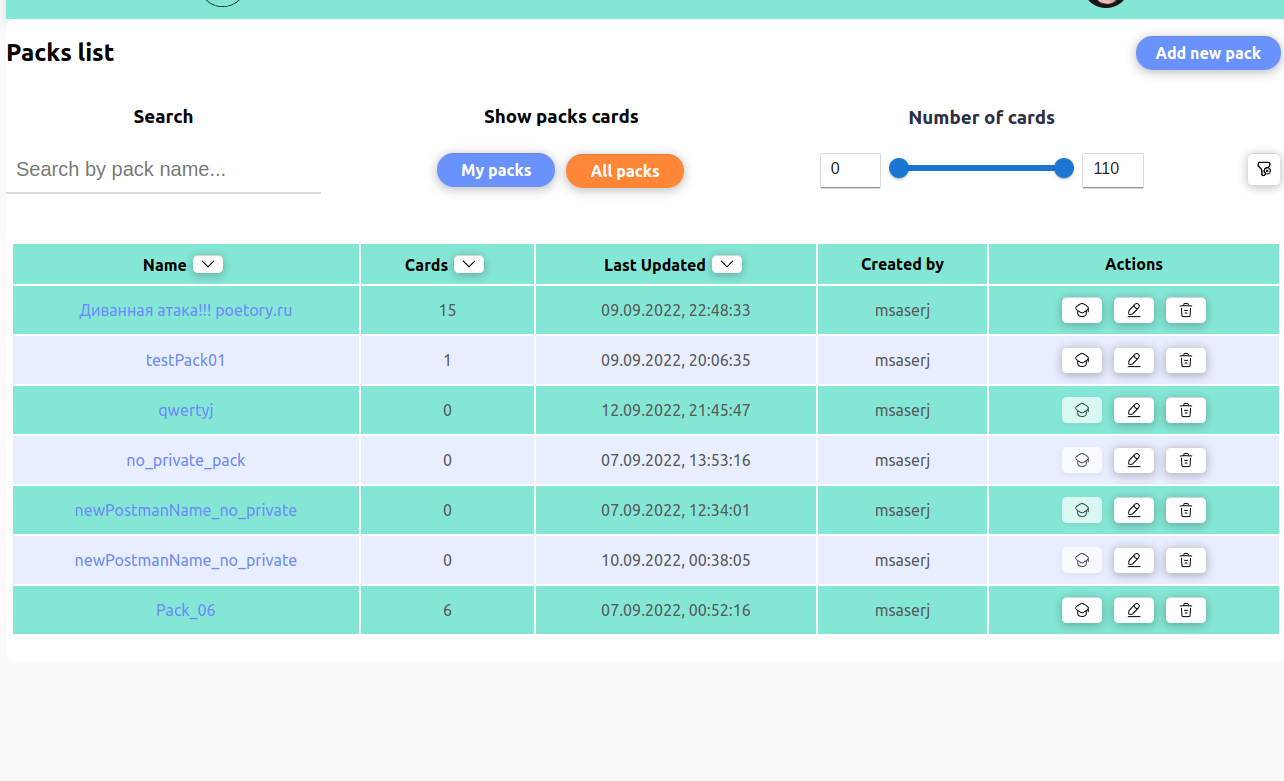 Packs list
Add new pack
Search
Show packs cards
Number of cards
Search by pack name...
My packs
All packs
0
110
Name Cards Last Updated Created by Actions
Диванная атака!!! poetory.ru 15 09.09.2022, 22:48:33 msaserj
testPack01 1 09.09.2022, 20:06:35 msaserj
qwertyj 0 12.09.2022, 21:45:47 msaserj
no_private_pack 0 07.09.2022, 13:53:16 msaserj
newPostmanName_no_private 0 07.09.2022, 12:34:01 msaserj
newPostmanName_no_private 0 10.09.2022, 00:38:05 msaserj
Pack_06 6 07.09.2022, 00:52:16 msaserj